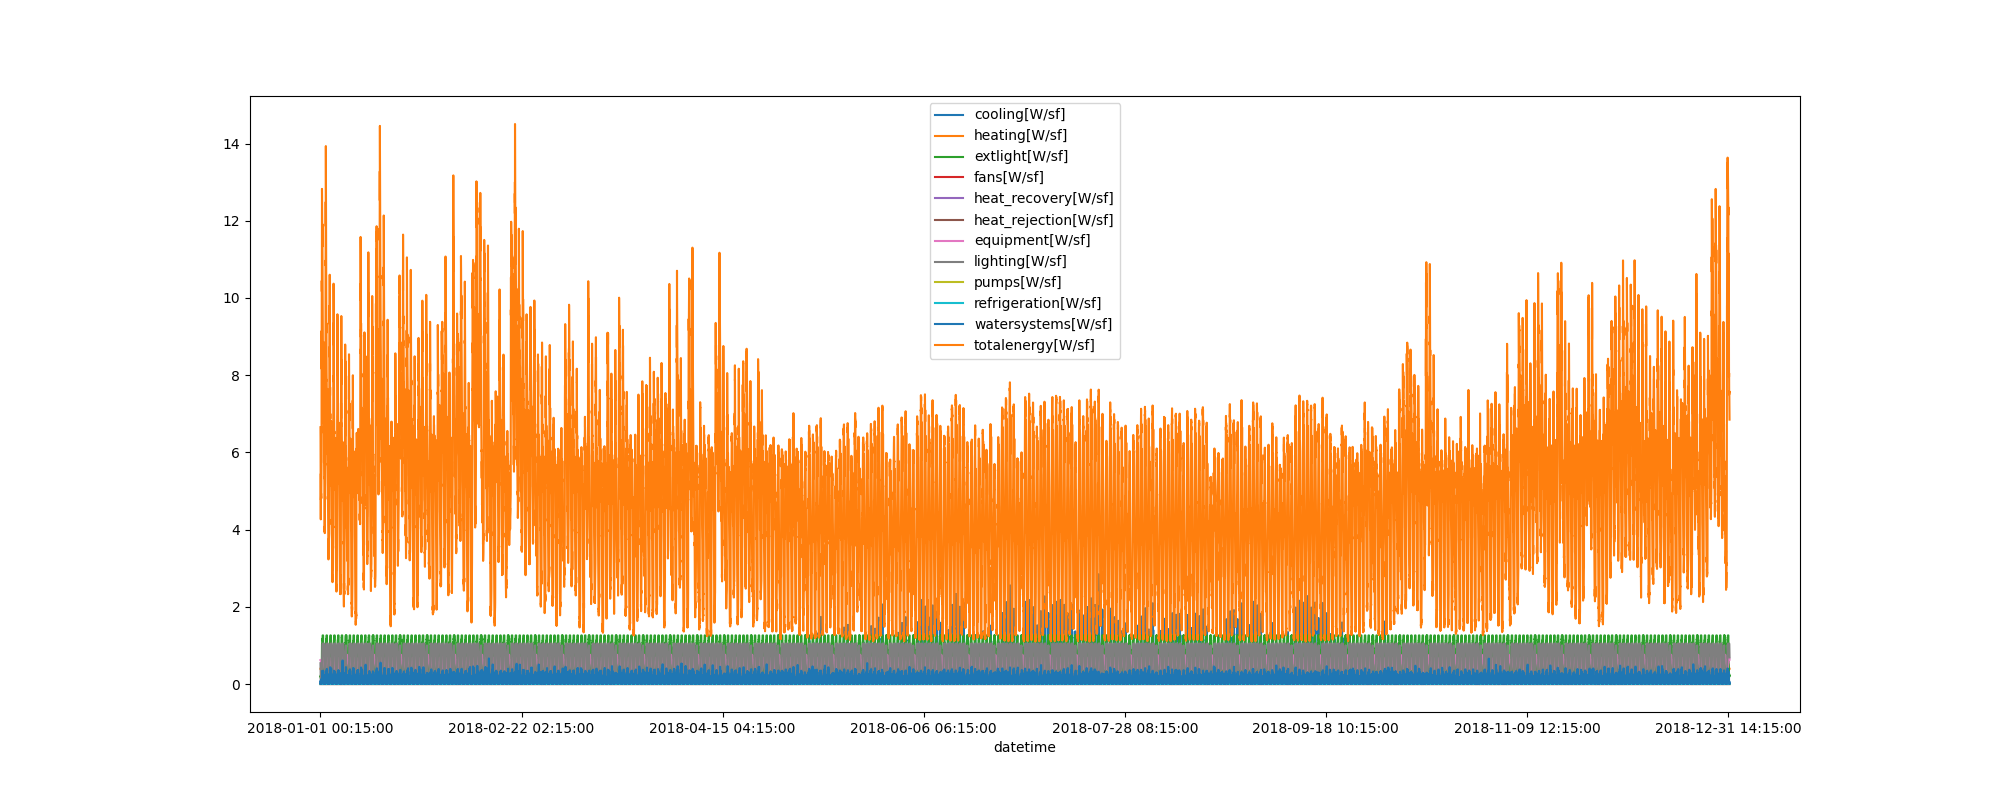 cooling[W/sf]
heating[W/sf]
extlight[W/sf]
fans[W/sf]
heat_recovery[W/sf]
heat_rejection[W/sf]
equipment[W/sf]
lighting[W/sf]
pumps[W/sf]
refrigeration[W/sf]
watersystems[W/sf]
totalenergy[W/sf]
14
12
10
8
6
4
2
0
2018-01-01 00:15:00 2018-02-22 02:15:00 2018-04-15 04:15:00 2018-06-06 06:15:00 2018-07-28 08:15:00 2018-09-18 10:15:00 2018-11-09 12:15:00 2018-12-31 14:15:00
datetime